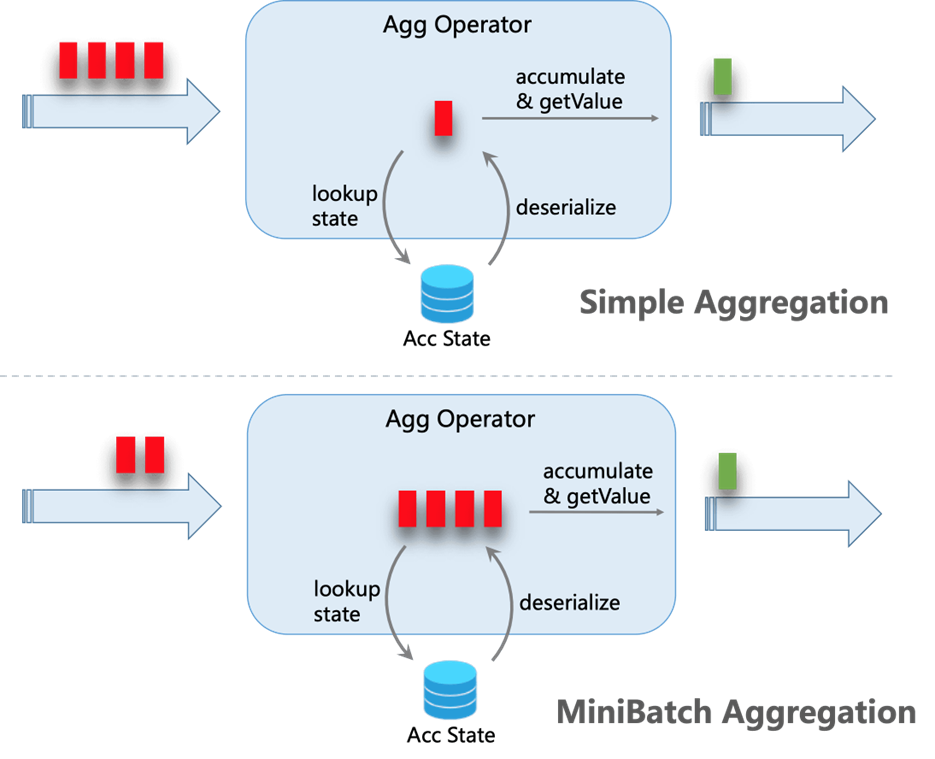 Agg Operator
accumulate
& getValue
lookup
state
deserialize
Acc State
Simple Aggregation
Agg Operator
accumulate
& getValue
lookup
state
deserialize
Acc State
MiniBatch Aggregation